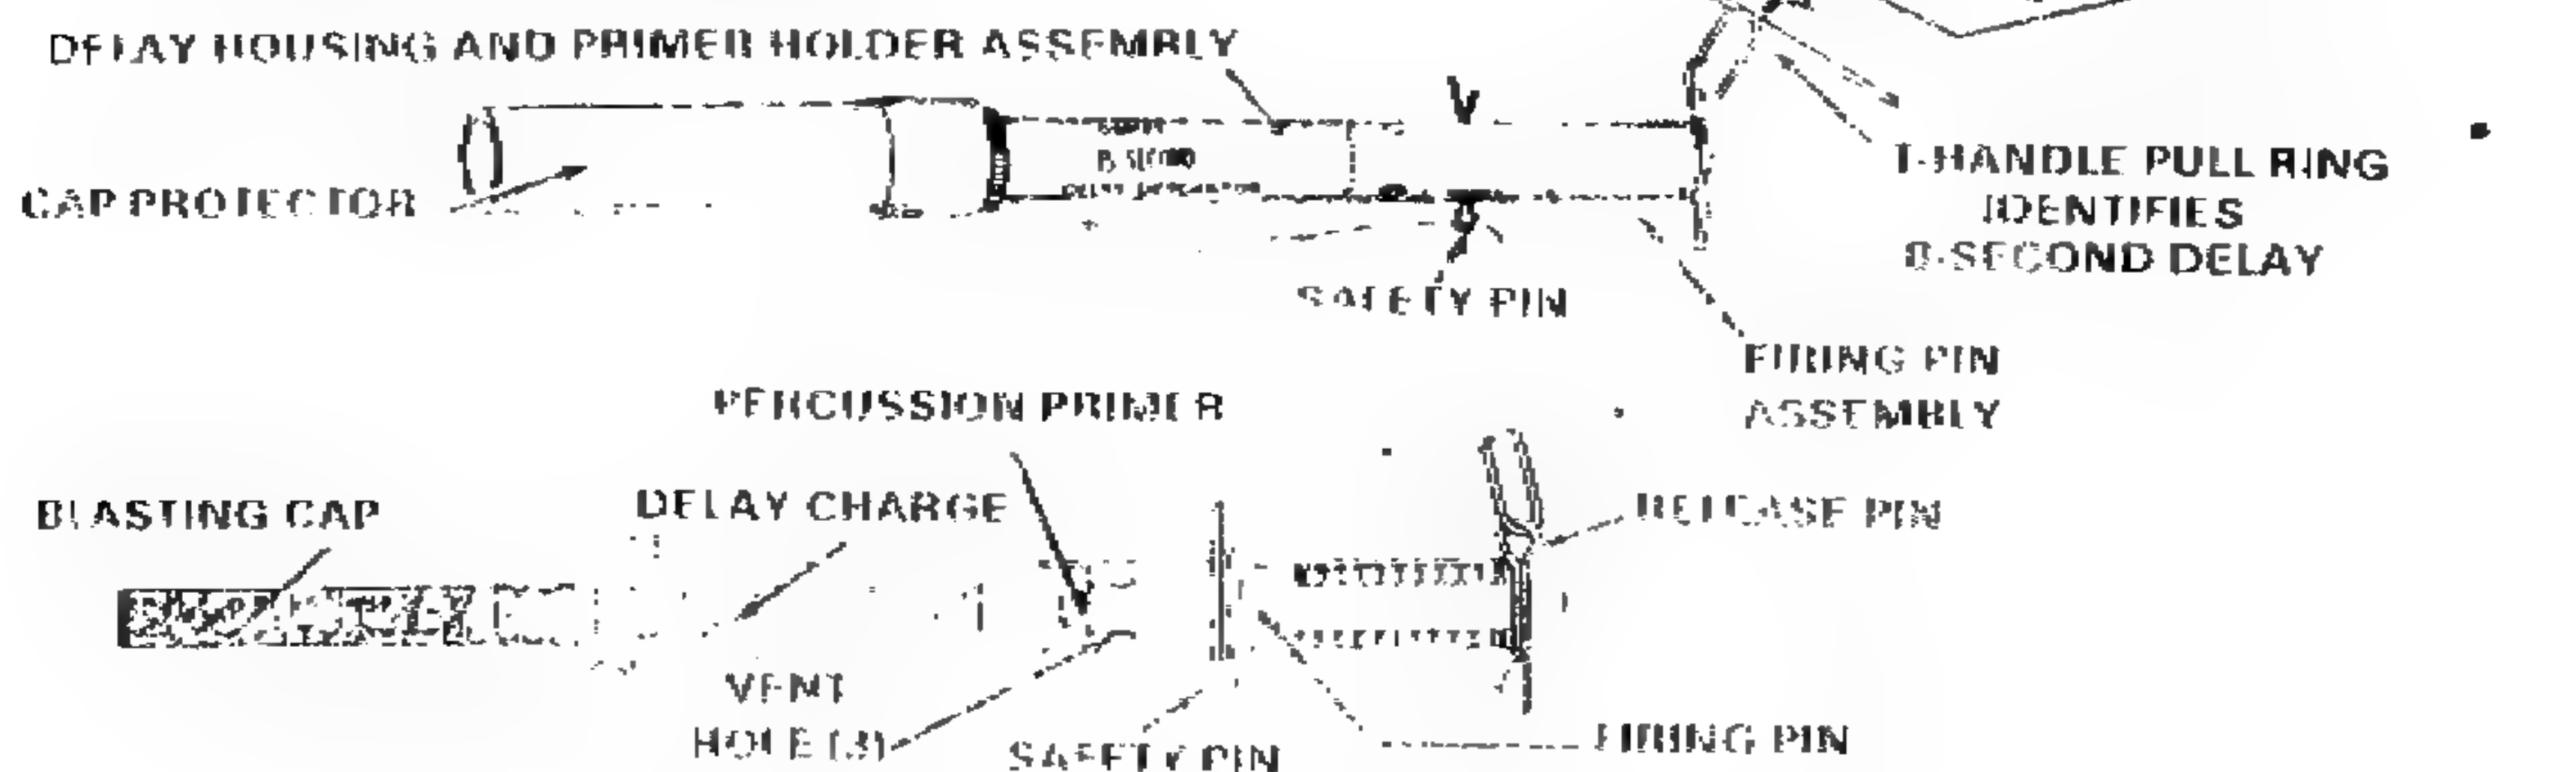 DELAY HOUSING AND PRIMER HOLDER ASSEMBLY
CAP PROTECTOR
SECOND
T-HANDLE PULL RING
IDENTIFIES
8-SECOND DELAY
SAFETY PIN
FIRING PIN
ASSEMBLY
PERCUSSION PRIMER
BLASTING CAP
DELAY CHARGE
RELEASE PIN
VENT
HOLE (3)
SAFETY PIN
FIRING PIN